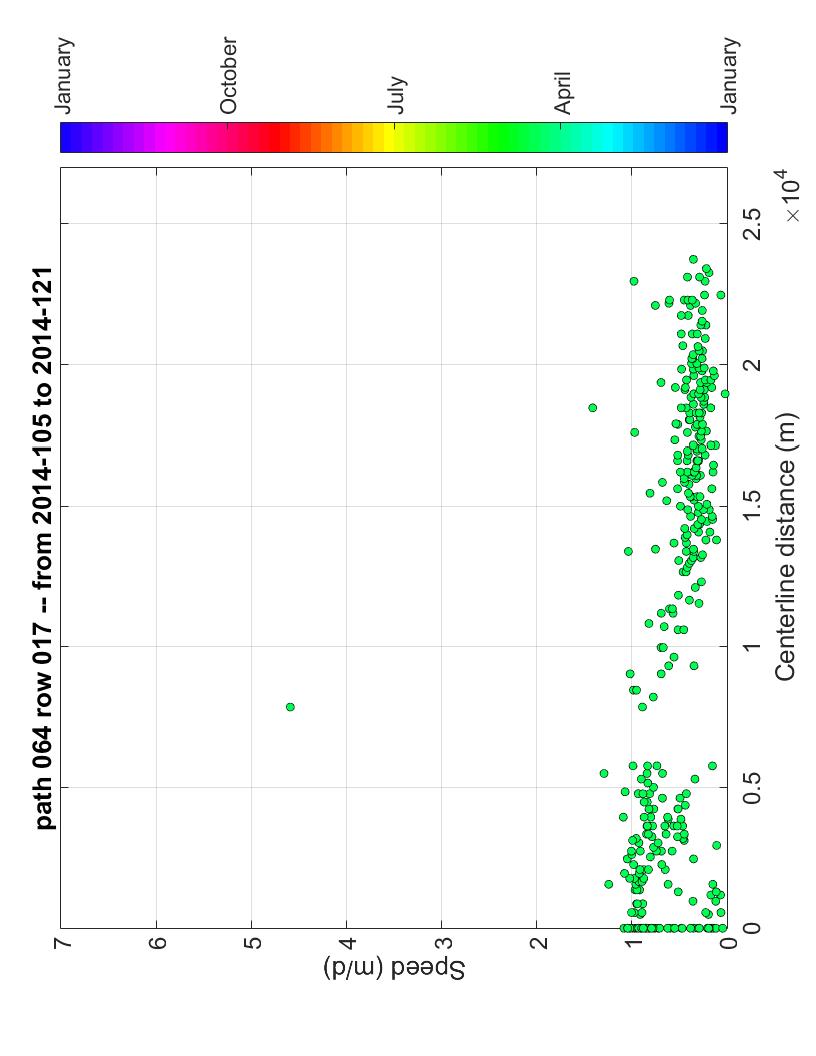 path 064 row 017 -- from 2014-105 to 2014-121
7
6
5
4
3
2
1
0
Speed (m/d)
0 0.5 1 1.5 2 2.5
×10⁴
Centerline distance (m)
January
October
July
April
January